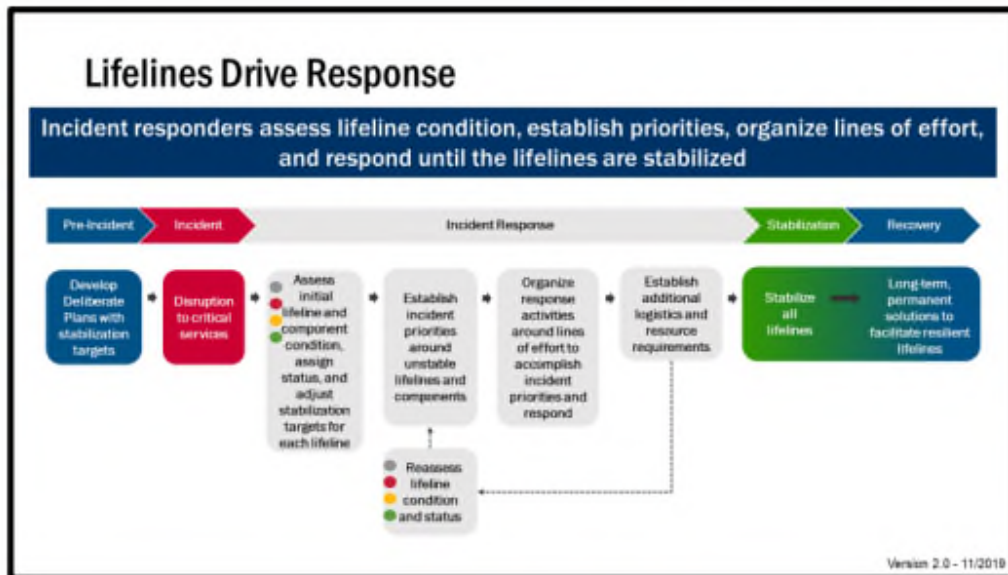 Lifelines Drive Response
Incident responders assess lifeline condition, establish priorities, organize lines of effort,
and respond until the lifelines are stabilized
Pre-Incident
Incident
Incident Response
Stabilization
Recovery
Develop
Deliberate
Plans with
stabilization
targets
Disruption
to critical
services
Assess
initial
lifeline and
component
condition,
assign
status, and
adjust
stabilization
targets for
each lifeline
Establish
incident
priorities
around
unstable
lifelines and
components
Organize
response
activities
around lines
of effort to
accomplish
incident
priorities and
respond
Establish
additional
logistics and
resource
requirements
Stabilize
all
lifelines
Long-term,
permanent
solutions to
facilitate resilient
lifelines
Reassess
lifeline
condition
and status
Version 2.0 - 11/2019